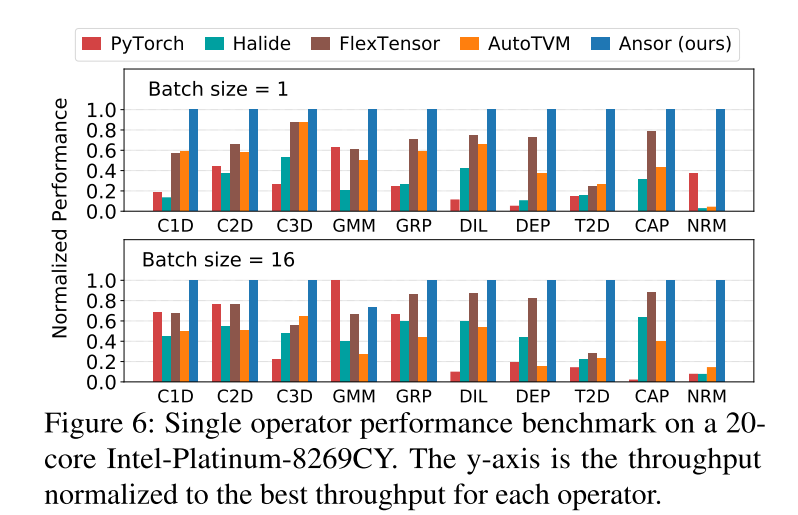 PyTorch Halide FlexTensor AutoTVM Ansor (ours)
Normalized Performance
Batch size = 1
1.0
0.8
0.6
0.4
0.2
0.0
C1D C2D C3D GMM GRP DIL DEP T2D CAP NRM
Batch size = 16
1.0
0.8
0.6
0.4
0.2
0.0
C1D C2D C3D GMM GRP DIL DEP T2D CAP NRM
Figure 6: Single operator performance benchmark on a 20-
core Intel-Platinum-8269CY. The y-axis is the throughput
normalized to the best throughput for each operator.